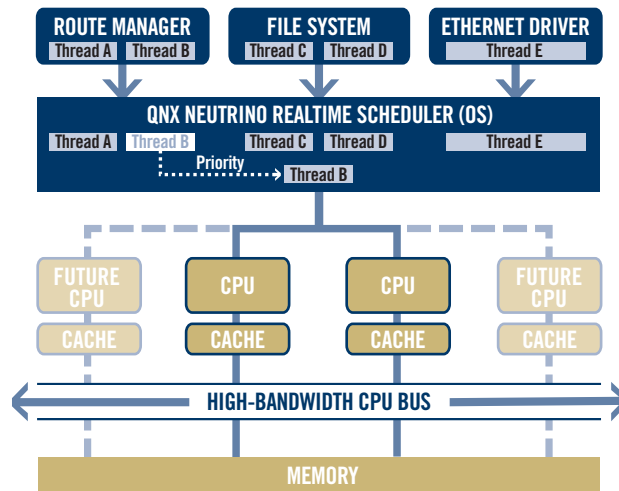 ROUTE MANAGER
Thread A Thread B
FILE SYSTEM
Thread C Thread D
ETHERNET DRIVER
Thread E
QNX NEUTRINO REALTIME SCHEDULER (OS)
Thread A Thread B Thread C Thread D Thread E
Priority
Thread B
FUTURE CPU
CPU
CPU
FUTURE CPU
CACHE
CACHE
CACHE
CACHE
HIGH-BANDWIDTH CPU BUS
MEMORY